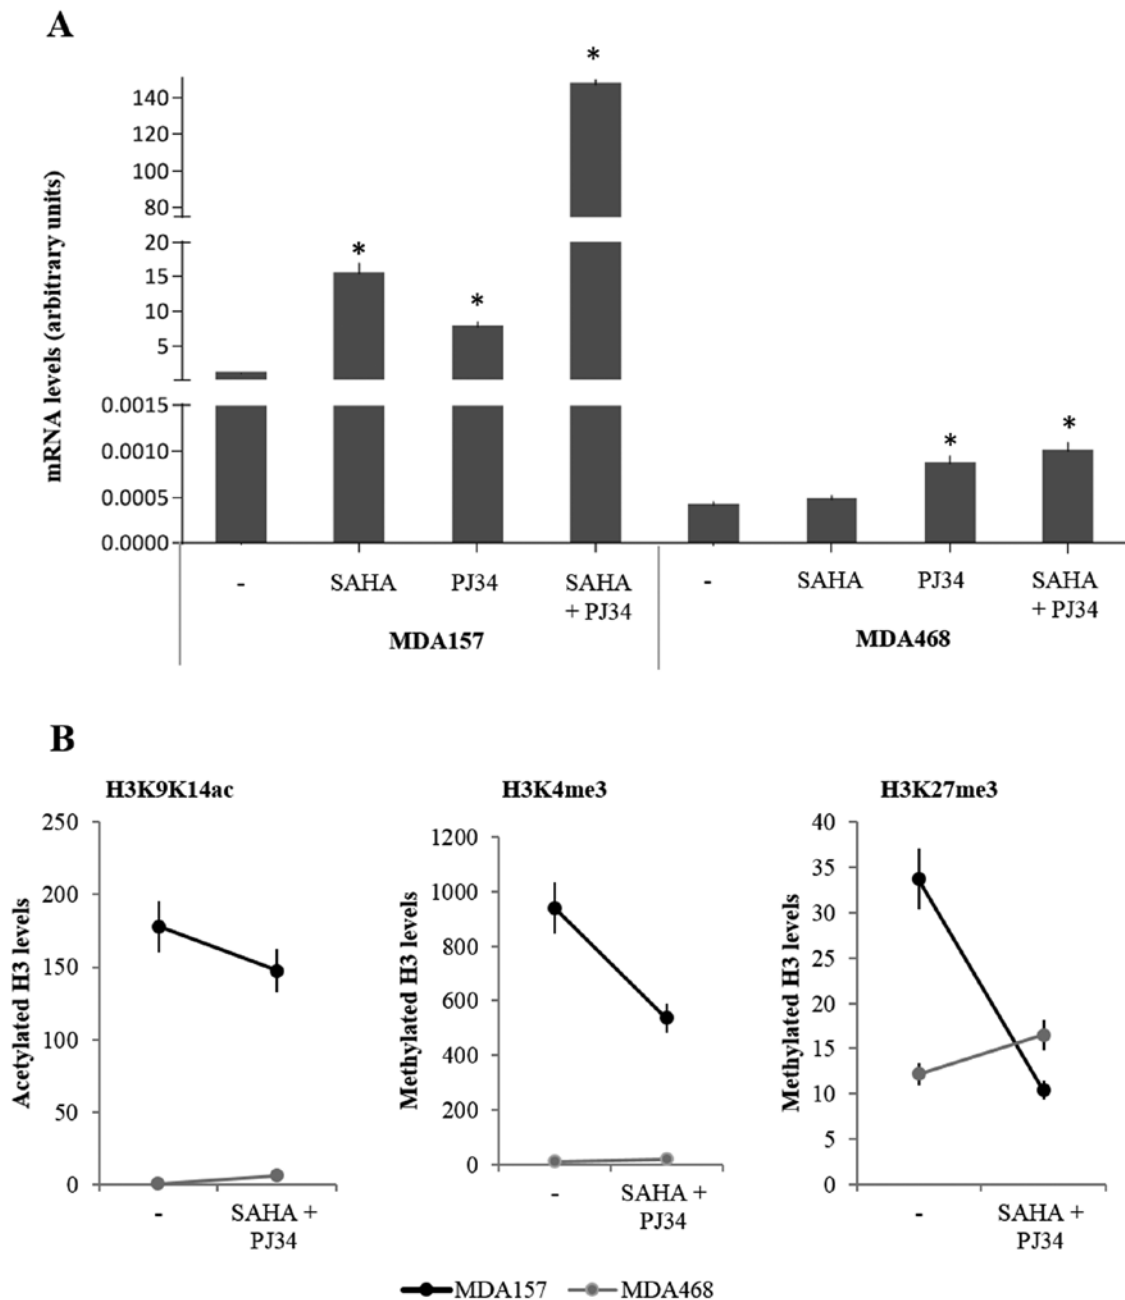 A
mRNA levels (arbitrary units)
140
120
100
80
20
15
10
5
0.0015
0.0010
0.0005
0.0000
*
*
*
*
*
- SAHA PJ34 SAHA + PJ34 - SAHA PJ34 SAHA + PJ34
MDA157 MDA468
B
H3K9K14ac
Acetylated H3 levels
250
200
150
100
50
0
- SAHA +
PJ34
H3K4me3
Methylated H3 levels
1200
1000
800
600
400
200
0
- SAHA +
PJ34
H3K27me3
Methylated H3 levels
40
35
30
25
20
15
10
5
0
- SAHA +
PJ34
MDA157 MDA468